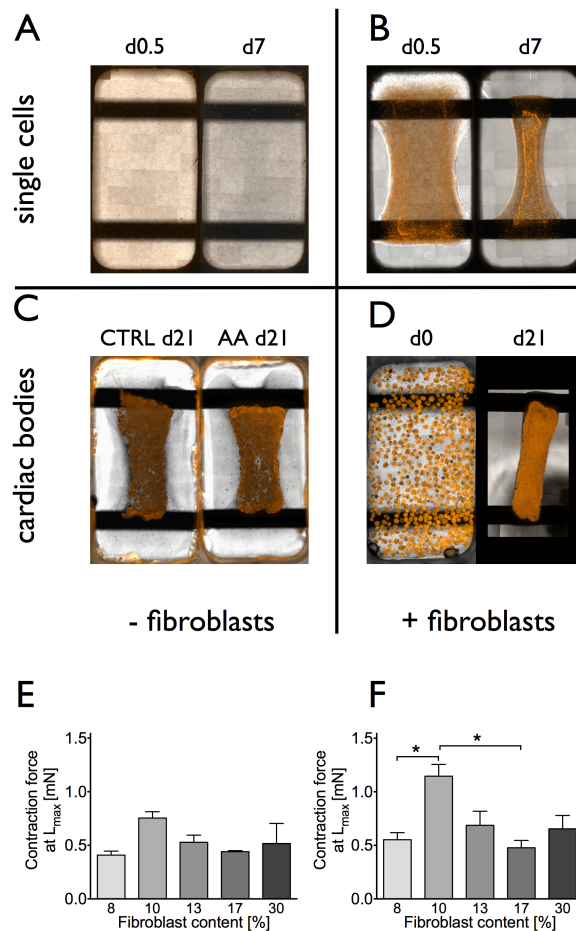 A
d0.5 d7
B
d0.5 d7
single cells
C
CTRL d21 AA d21
D
d0 d21
cardiac bodies
- fibroblasts
+ fibroblasts
E
Contraction force
at Lmax [mN]
1.5
1.0
0.5
0.0
8 10 13 17 30
Fibroblast content [%]
F
Contraction force
at Lmax [mN]
1.5
1.0
0.5
0.0
* *
8 10 13 17 30
Fibroblast content [%]